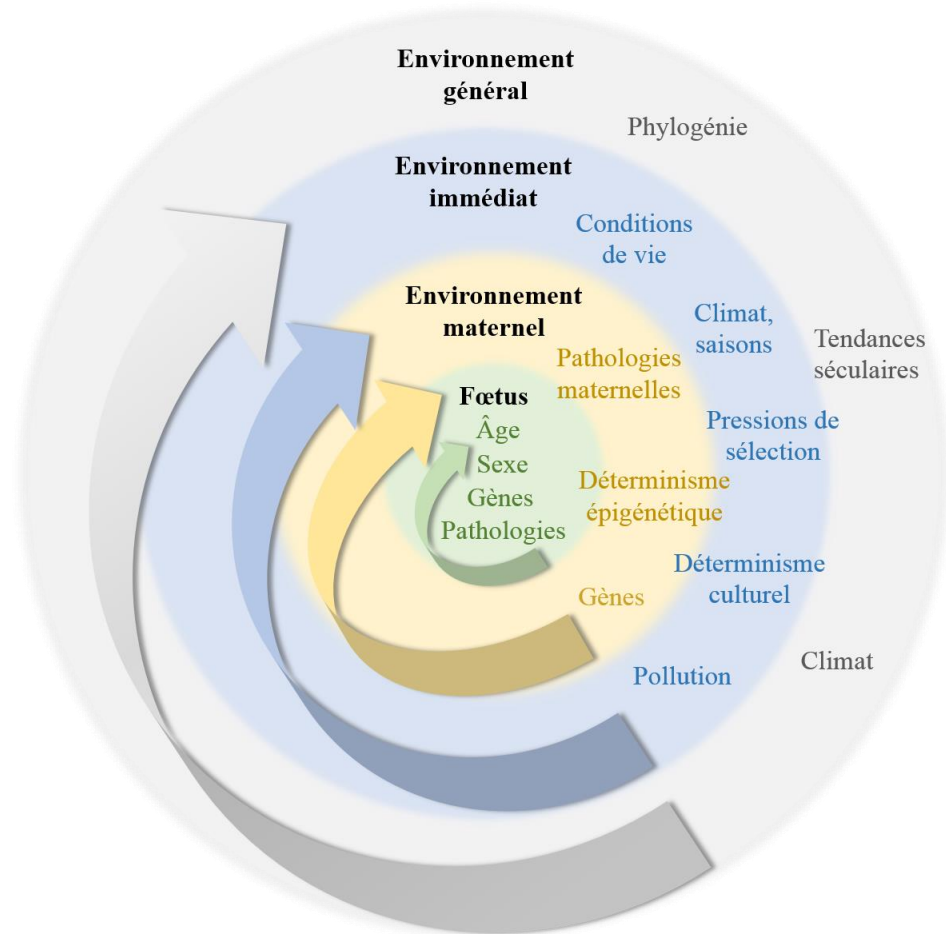 Environnement
général
Phylogénie
Environnement
immédiat
Conditions
de vie
Environnement
maternel
Climat,
saisons
Tendances
séculaires
Pathologies
maternelles
Fœtus
Âge
Sexe
Gènes
Pathologies
Pressions de
sélection
Déterminisme
épigénétique
Déterminisme
culturel
Gènes
Climat
Pollution